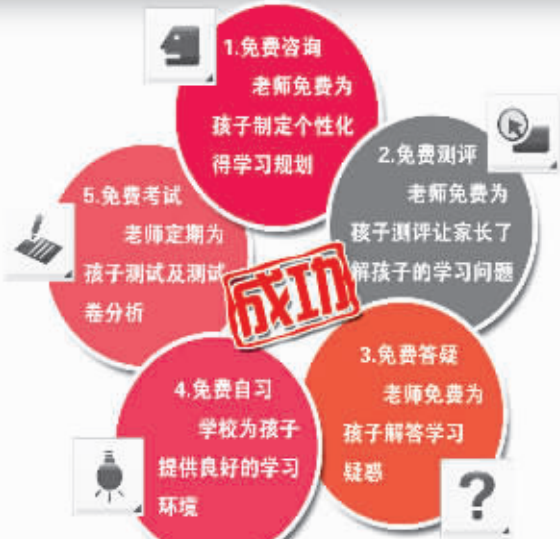 1.免费咨询
老师免费为
孩子制定个性化
得学习规划
2.免费测评
老师免费为
孩子测评让家长了
解孩子的学习问题
3.免费答疑
老师免费为
孩子解答学习
疑惑
?
4.免费自习
学校为孩子
提供良好的学习
环境
5.免费考试
老师定期为
孩子测试及测试
卷分析
成功